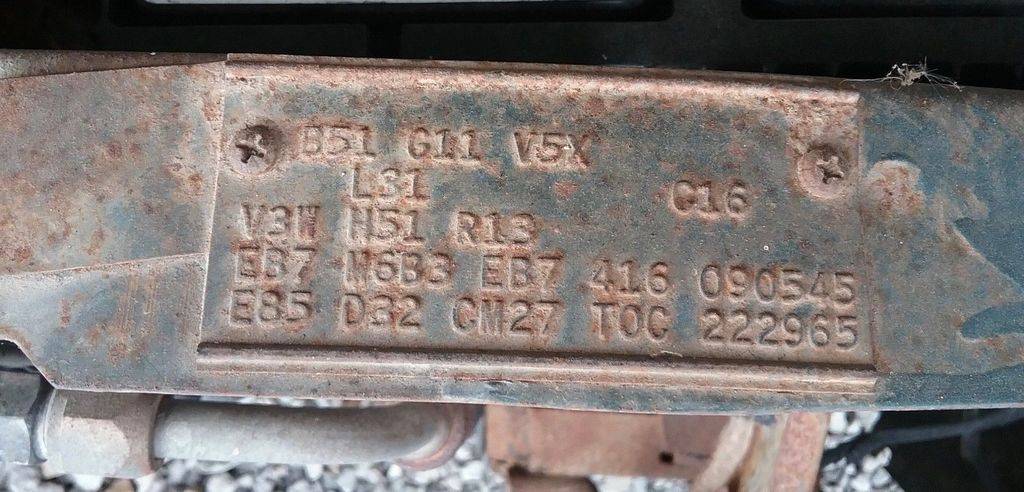 B51 G11 V5X
L31 C16
V3W H51 R13
EB7 M6B3 EB7 416 090545
E85 D32 CM27 TOC 222965